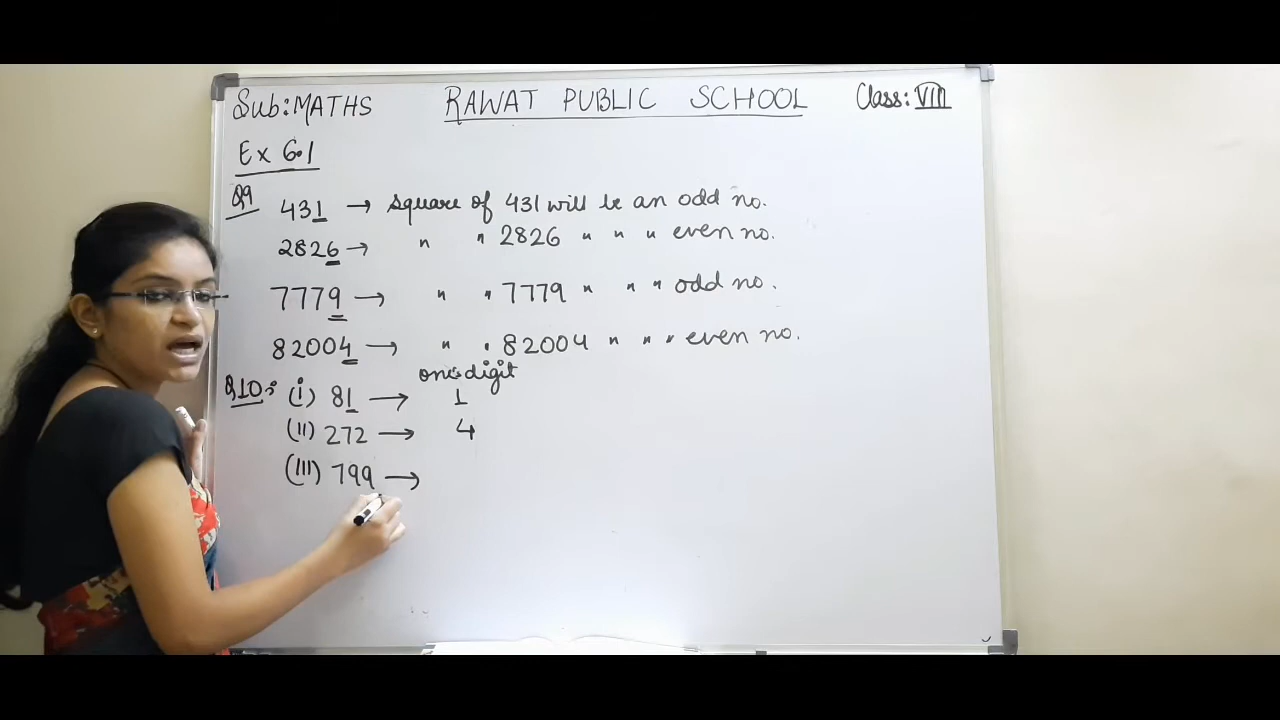 Sub: MATHS RAWAT PUBLIC SCHOOL Class: VIII
Ex 6.1
Q9 431 → square of 431 will be an odd no.
2826 → " " 2826 " " " even no.
7779 → " " 7779 " " " odd no.
82004 → " " 82004 " " " even no.
one's digit
Q10: (i) 81 → 1
(II) 272 → 4
(III) 799 →